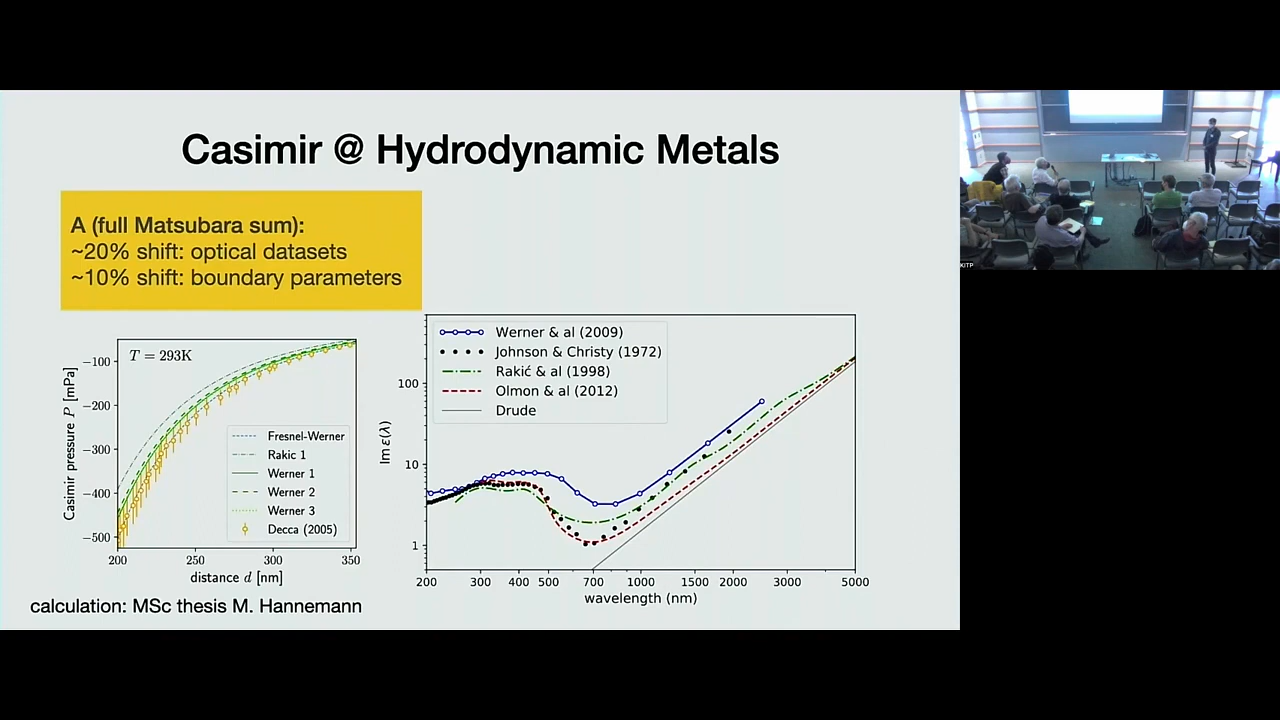 Casimir @ Hydrodynamic Metals
A (full Matsubara sum):
~20% shift: optical datasets
~10% shift: boundary parameters
T = 293K
−100
−200
−300
−400
−500
Casimir pressure P [mPa]
Fresnel-Werner
Rakic 1
Werner 1
Werner 2
Werner 3
Decca (2005)
200 250 300 350
distance d [nm]
calculation: MSc thesis M. Hannemann
Werner & al (2009)
Johnson & Christy (1972)
Rakić & al (1998)
Olmon & al (2012)
Drude
100
10
1
Im ε(λ)
200 300 400 500 700 1000 1500 2000 3000 5000
wavelength (nm)
KITP